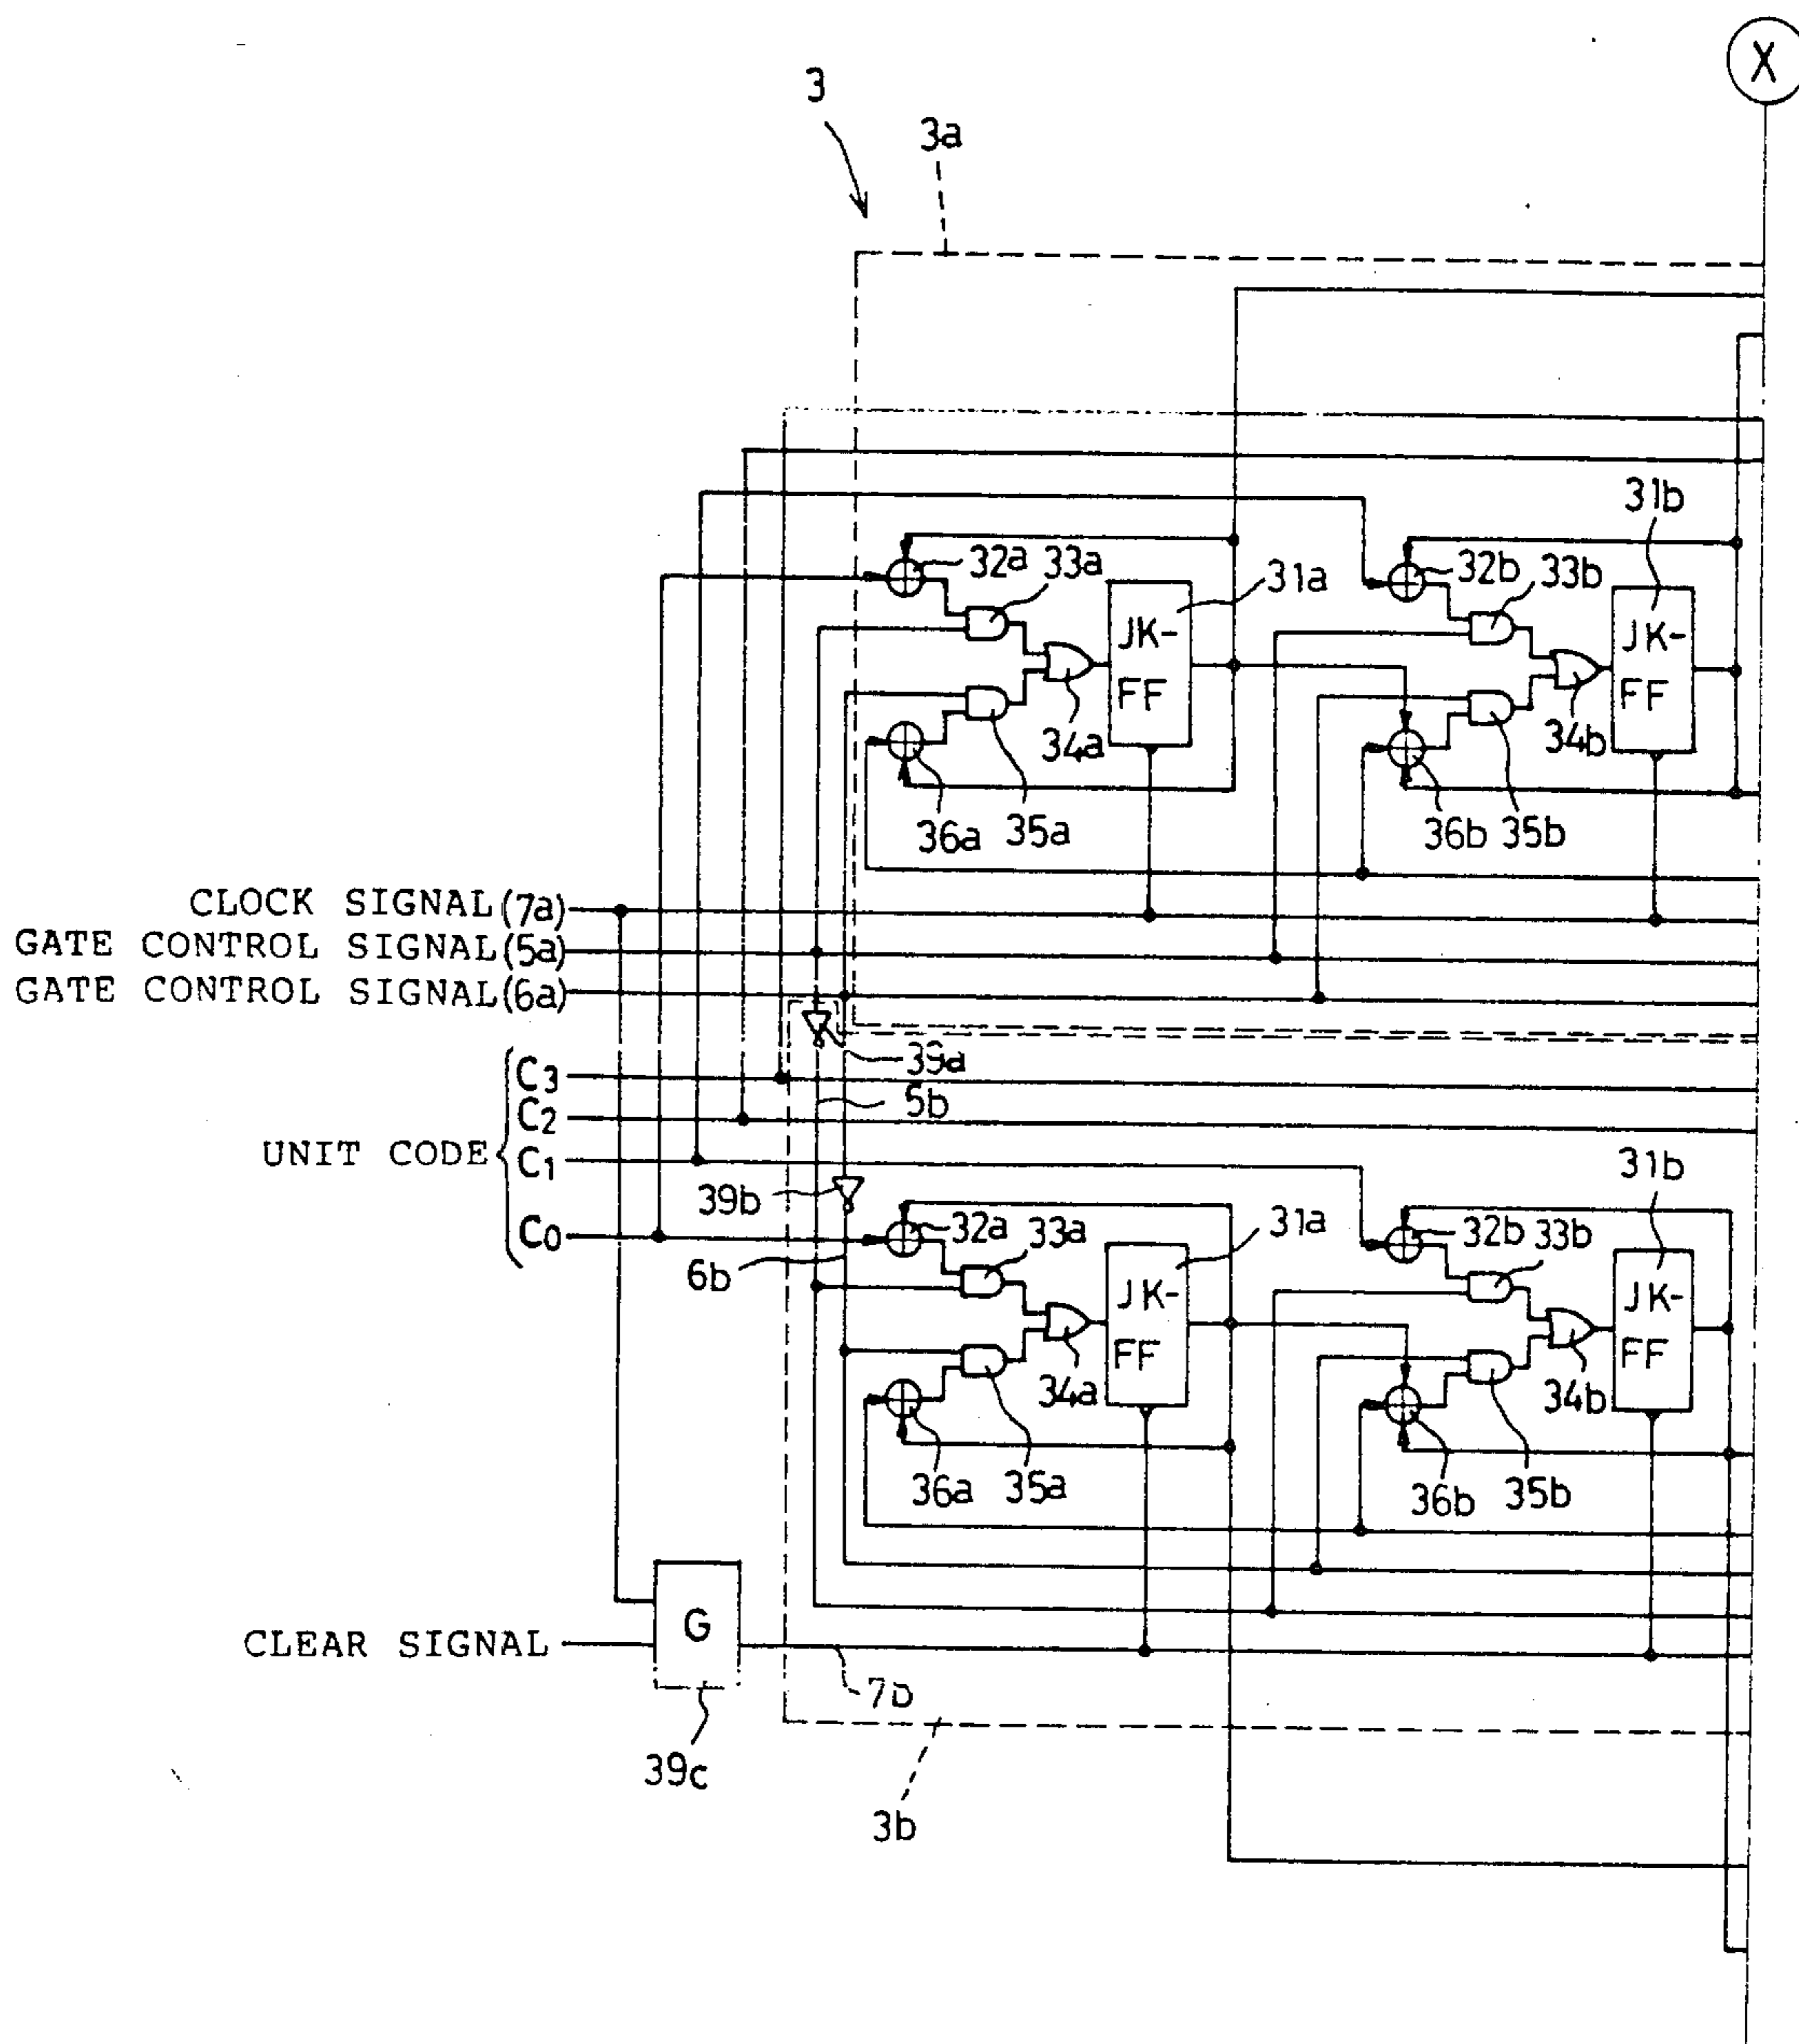 X
3
3a
31b
32a 33a
31a
32b 33b
JK-
FF
JK-
FF
34a
34b
36a 35a
36b 35b
CLOCK SIGNAL(7a)
GATE CONTROL SIGNAL(5a)
GATE CONTROL SIGNAL(6a)
39a
C3
5b
C2
UNIT CODE
C1
31b
39b
32a 33a
31a
32b 33b
C0
6b
JK-
FF
JK-
FF
34a
34b
36a 35a
36b 35b
G
CLEAR SIGNAL
7b
39c
3b